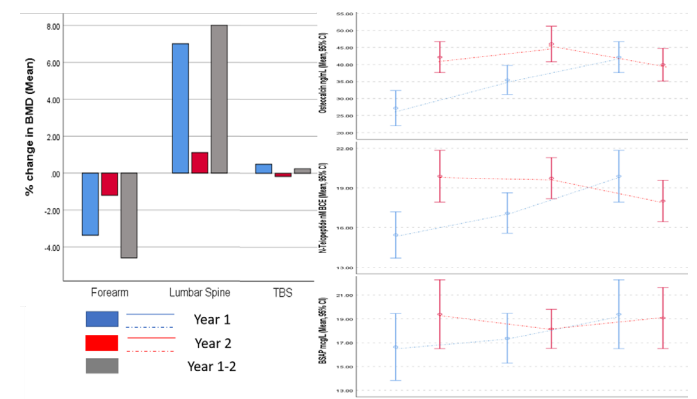 % change in BMD (Mean)
8.00
6.00
4.00
2.00
.00
-2.00
-4.00
Forearm
Lumbar Spine
TBS
Year 1
Year 2
Year 1-2
Osteocalcin ng/mL (Mean, 95% CI)
55.00
50.00
45.00
40.00
35.00
30.00
25.00
20.00
N-Telopeptide nM BCE (Mean, 95% CI)
22.00
19.00
16.00
13.00
BSAP mcg/L (Mean, 95% CI)
21.00
19.00
17.00
15.00
13.00